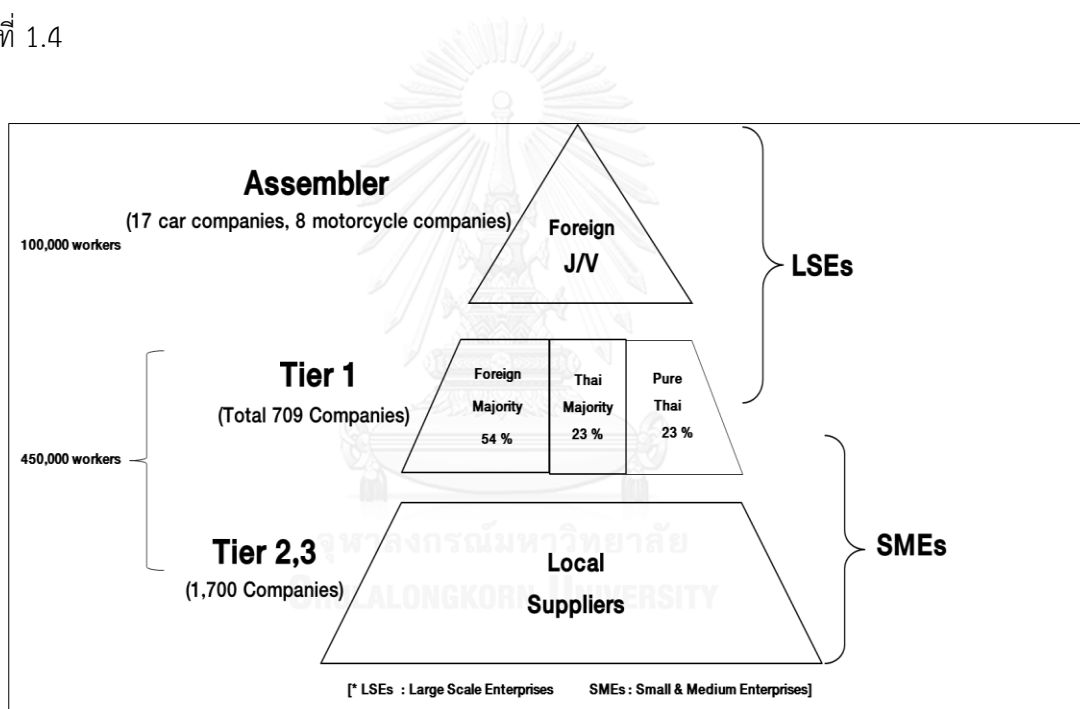 ที่ 1.4
Assembler
(17 car companies, 8 motorcycle companies)
100,000 workers
Foreign
J/V
LSEs
Tier 1
(Total 709 Companies)
Foreign
Majority
54 %
Thai
Majority
23 %
Pure
Thai
23 %
450,000 workers
Tier 2,3
(1,700 Companies)
Local
Suppliers
SMEs
จุฬาลงกรณ์มหาวิทยาลัย
CHULALONGKORN UNIVERSITY
[* LSEs : Large Scale Enterprises SMEs : Small & Medium Enterprises]